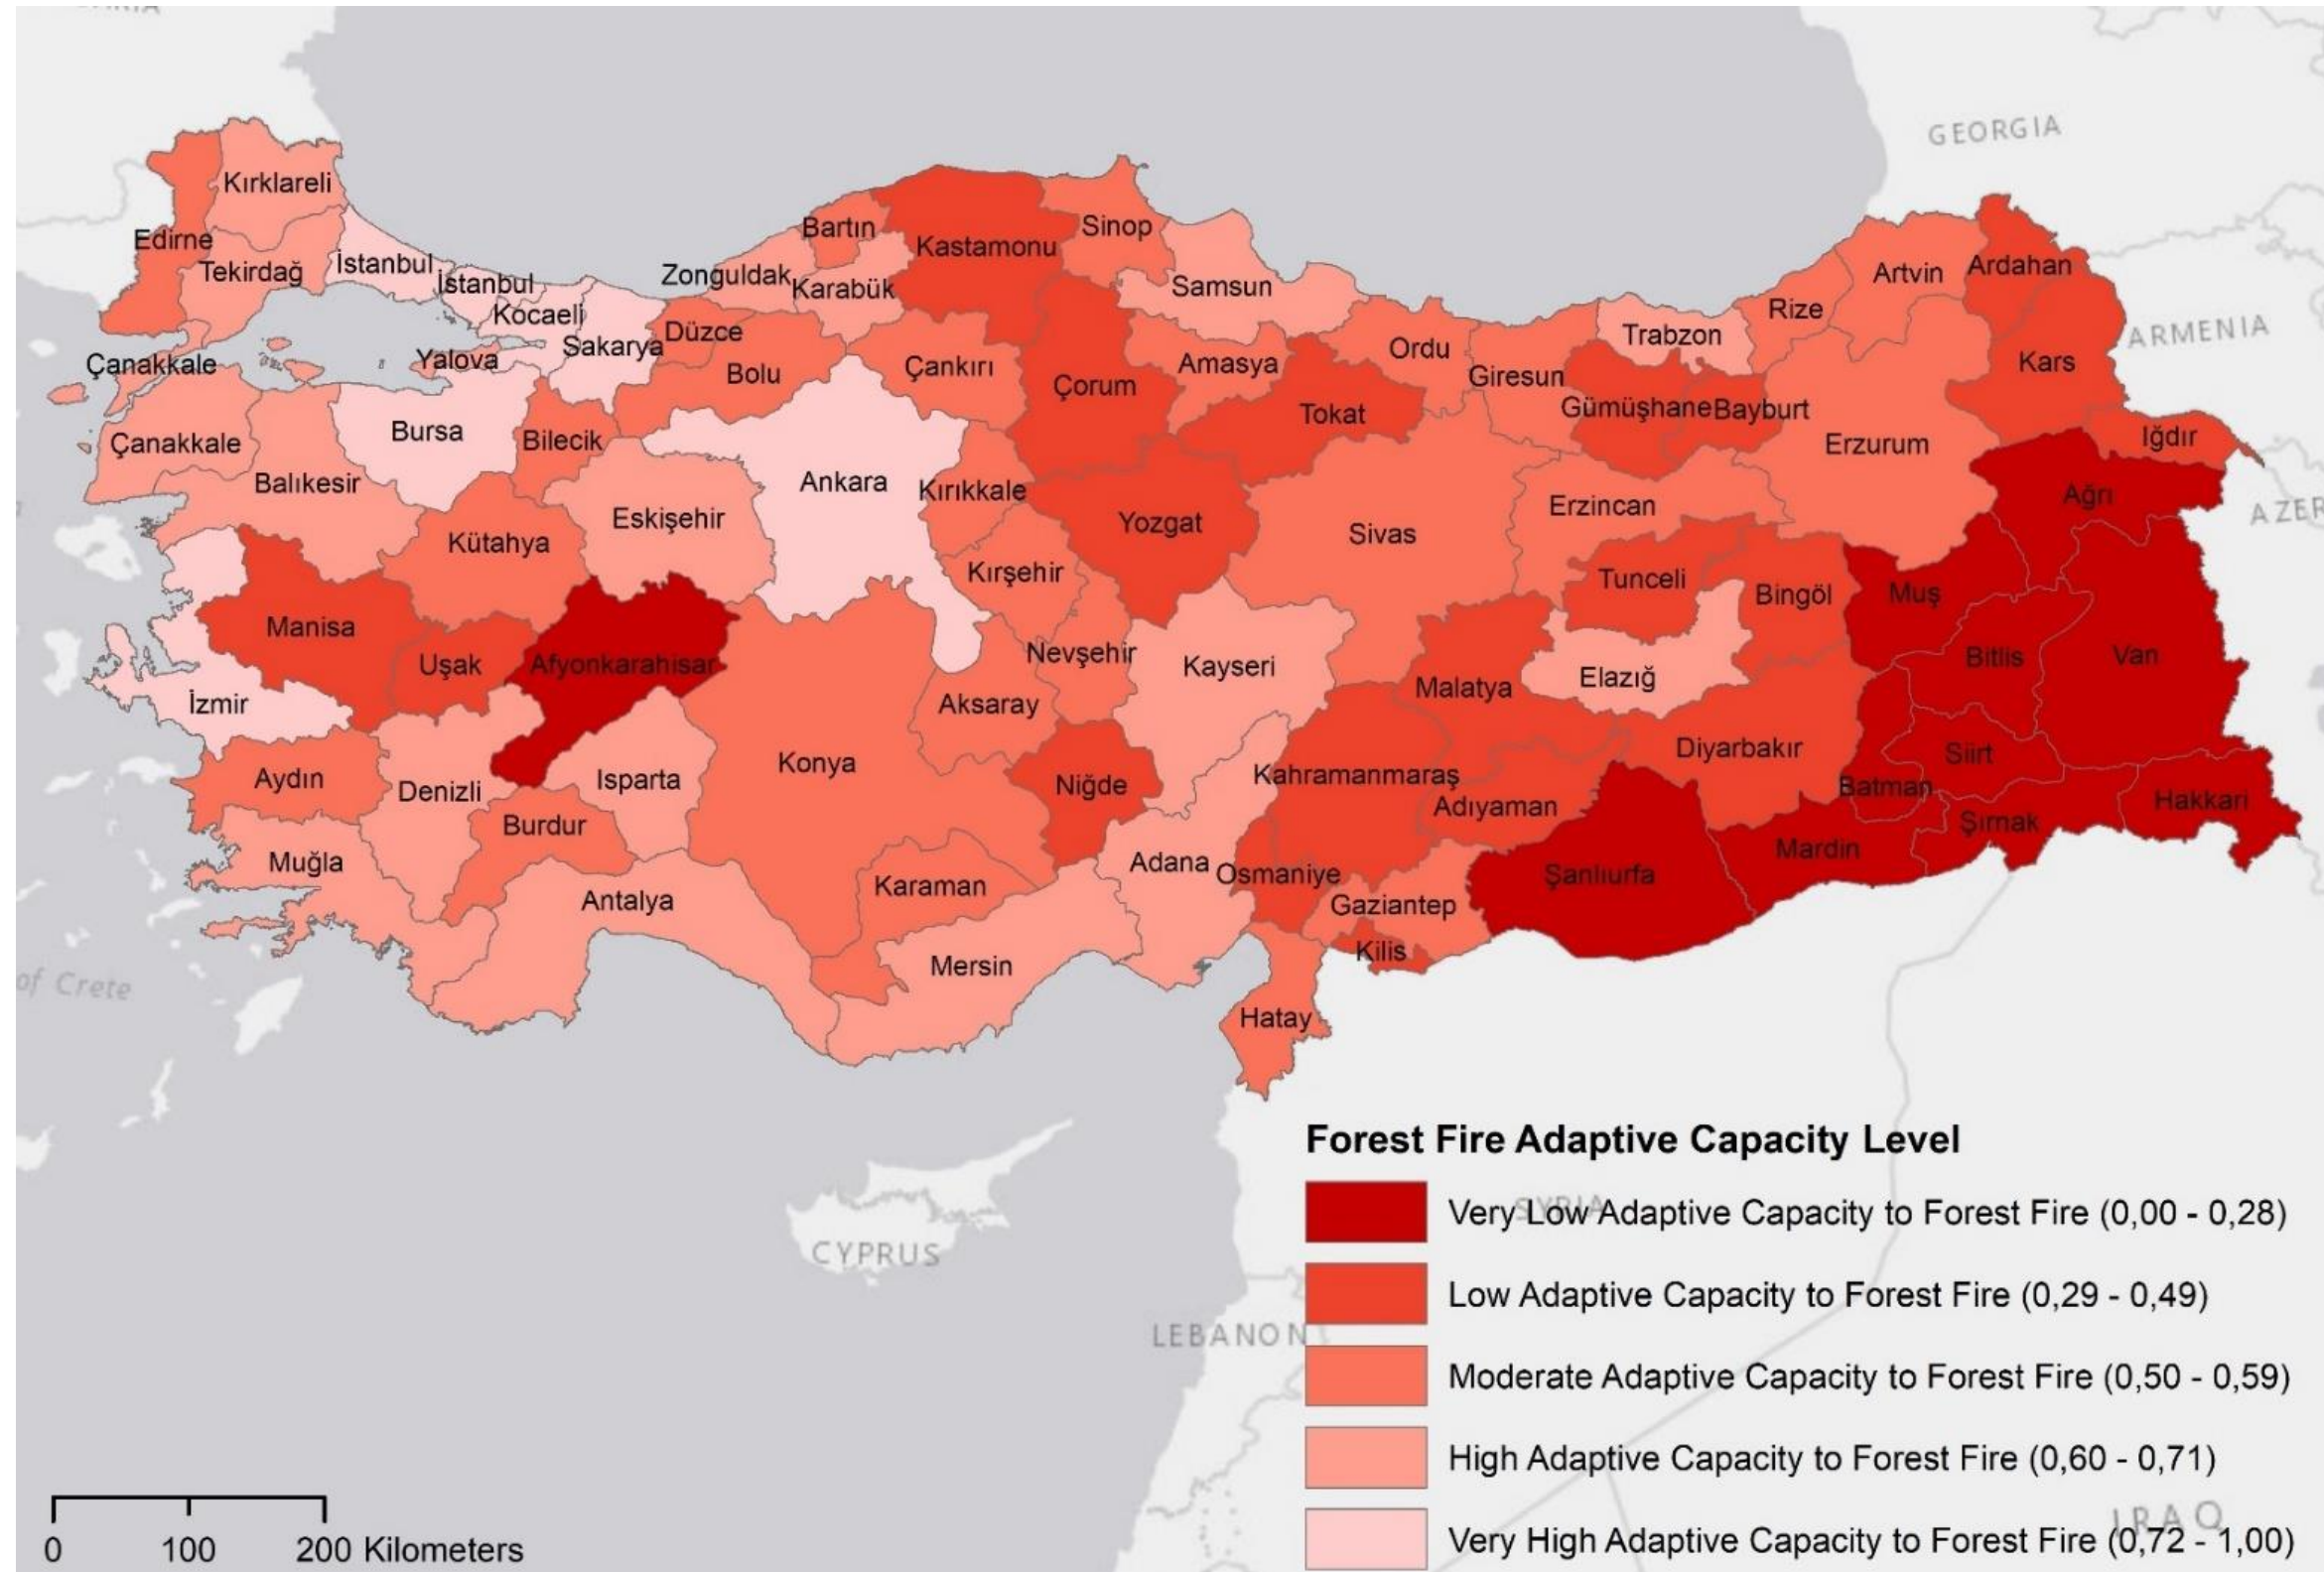 GEORGIA
Kırklareli
Edirne
Tekirdağ
İstanbul
İstanbul
Kocaeli
Sakarya
Yalova
Çanakkale
Çanakkale
Balıkesir
Bursa
Bilecik
Zonguldak
Bartın
Karabük
Kastamonu
Sinop
Samsun
Düzce
Bolu
Çankırı
Çorum
Amasya
Tokat
Ordu
Giresun
Trabzon
Rize
Artvin
Ardahan
Kars
ARMENIA
Gümüşhane
Bayburt
Erzurum
Iğdır
Ağrı
AZER
Ankara
Kırıkkale
Eskişehir
Kütahya
Yozgat
Sivas
Erzincan
Tunceli
Bingöl
Muş
Bitlis
Van
Kırşehir
Nevşehir
Kayseri
Malatya
Elazığ
Manisa
Uşak
Afyonkarahisar
İzmir
Aydın
Denizli
Isparta
Burdur
Muğla
Antalya
Konya
Aksaray
Niğde
Karaman
Mersin
Adana
Kahramanmaraş
Osmaniye
Adıyaman
Diyarbakır
Batman
Siirt
Şırnak
Hakkari
Mardin
Şanlıurfa
Gaziantep
Kilis
Hatay
of Crete
CYPRUS
LEBANON
SYRIA
IRAQ
Forest Fire Adaptive Capacity Level
Very Low Adaptive Capacity to Forest Fire (0,00 - 0,28)
Low Adaptive Capacity to Forest Fire (0,29 - 0,49)
Moderate Adaptive Capacity to Forest Fire (0,50 - 0,59)
High Adaptive Capacity to Forest Fire (0,60 - 0,71)
Very High Adaptive Capacity to Forest Fire (0,72 - 1,00)
0 100 200 Kilometers